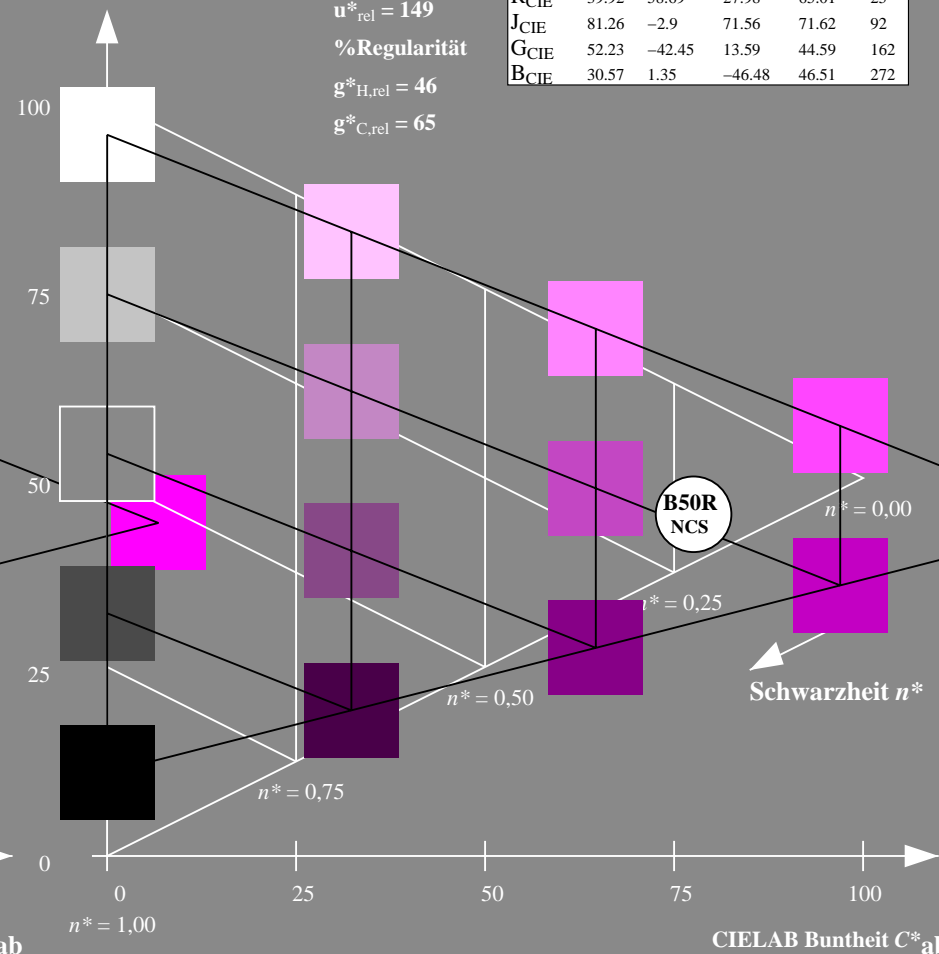 u*rel = 149
%Regularität
g*H,rel = 46
g*C,rel = 65
JCIE 81.26 −2.9 71.56 71.62 92
GCIE 52.23 −42.45 13.59 44.59 162
BCIE 30.57 1.35 −46.48 46.51 272
100
75
50
25
0
B50R
NCS
n* = 0,00
n* = 0,25
n* = 0,50
n* = 0,75
Schwarzheit n*
0 25 50 75 100
n* = 1,00
ab
CIELAB Buntheit C*ab